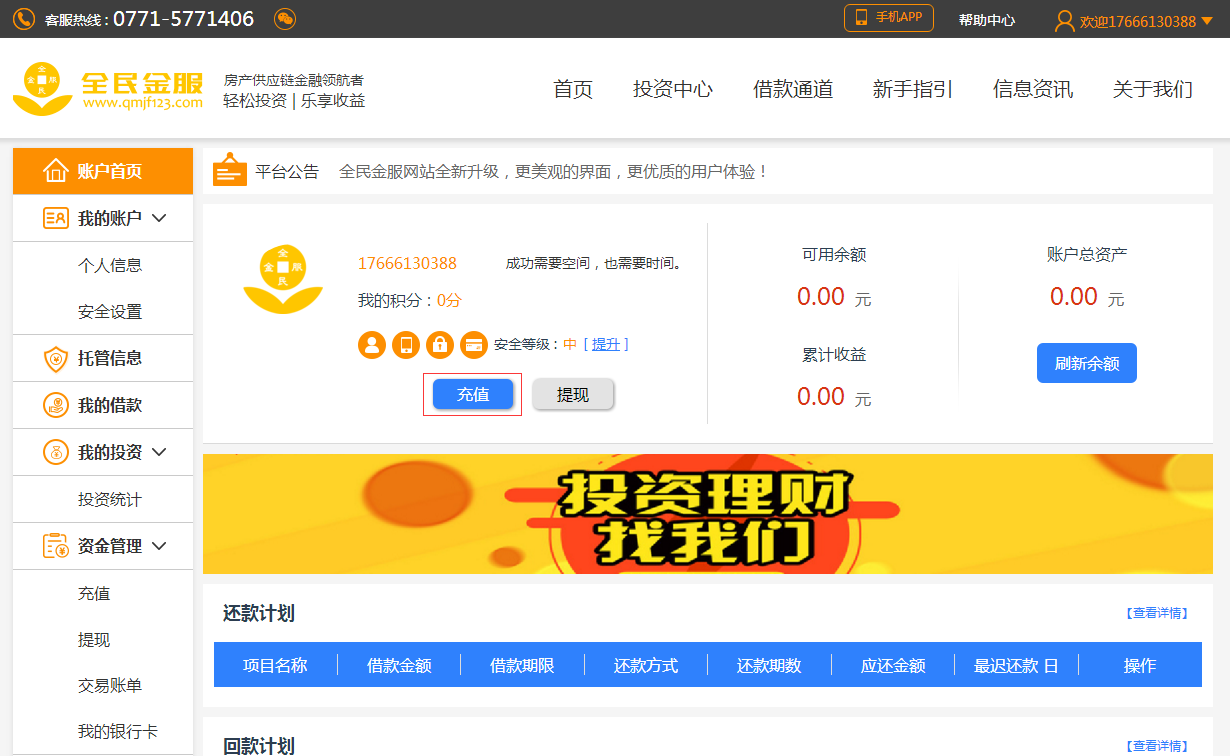 客服热线：0771-5771406
手机APP
帮助中心
欢迎17666130388
全民金服
全民金服
www.qmjf123.com
房产供应链金融领航者
轻松投资 | 乐享收益
首页 投资中心 借款通道 新手指引 信息资讯 关于我们
账户首页
我的账户
个人信息
安全设置
托管信息
我的借款
我的投资
投资统计
资金管理
充值
提现
交易账单
我的银行卡
平台公告 全民金服网站全新升级，更美观的界面，更优质的用户体验！
全民金服
17666130388 成功需要空间，也需要时间。
我的积分：0分
安全等级：中 [ 提升 ]
充值 提现
可用余额
0.00 元
累计收益
0.00 元
账户总资产
0.00 元
刷新余额
投资理财
找我们
还款计划 【查看详情】
项目名称 借款金额 借款期限 还款方式 还款期数 应还金额 最迟还款 日 操作
回款计划 【查看详情】